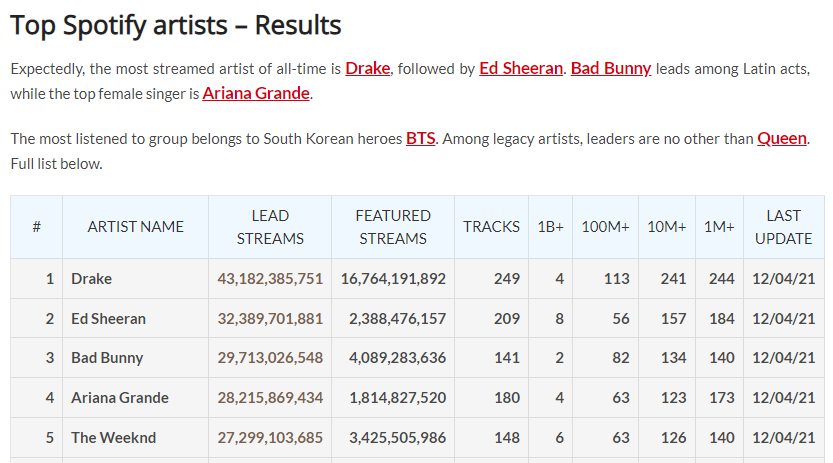 Top Spotify artists – Results
Expectedly, the most streamed artist of all-time is Drake, followed by Ed Sheeran. Bad Bunny leads among Latin acts,
while the top female singer is Ariana Grande.
The most listened to group belongs to South Korean heroes BTS. Among legacy artists, leaders are no other than Queen.
Full list below.
# ARTIST NAME LEAD STREAMS FEATURED STREAMS TRACKS 1B+ 100M+ 10M+ 1M+ LAST UPDATE
1 Drake 43,182,385,751 16,764,191,892 249 4 113 241 244 12/04/21
2 Ed Sheeran 32,389,701,881 2,388,476,157 209 8 56 157 184 12/04/21
3 Bad Bunny 29,713,026,548 4,089,283,636 141 2 82 134 140 12/04/21
4 Ariana Grande 28,215,869,434 1,814,827,520 180 4 63 123 173 12/04/21
5 The Weeknd 27,299,103,685 3,425,505,986 148 6 63 126 140 12/04/21